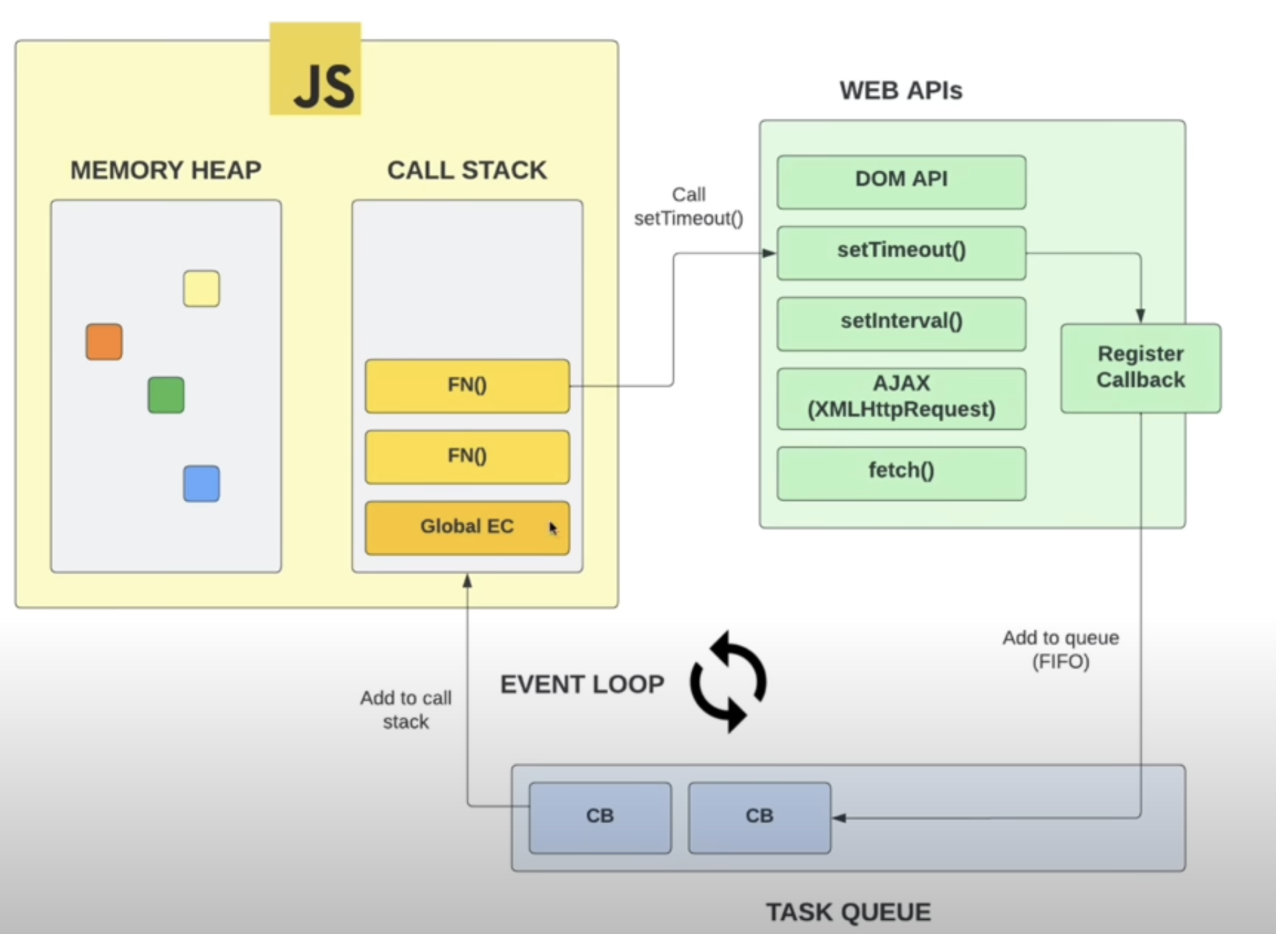 JS
MEMORY HEAP
CALL STACK
FN()
FN()
Global EC
Call
setTimeout()
WEB APIs
DOM API
setTimeout()
setInterval()
AJAX
(XMLHttpRequest)
fetch()
Register
Callback
Add to queue
(FIFO)
EVENT LOOP
Add to call
stack
CB
CB
TASK QUEUE